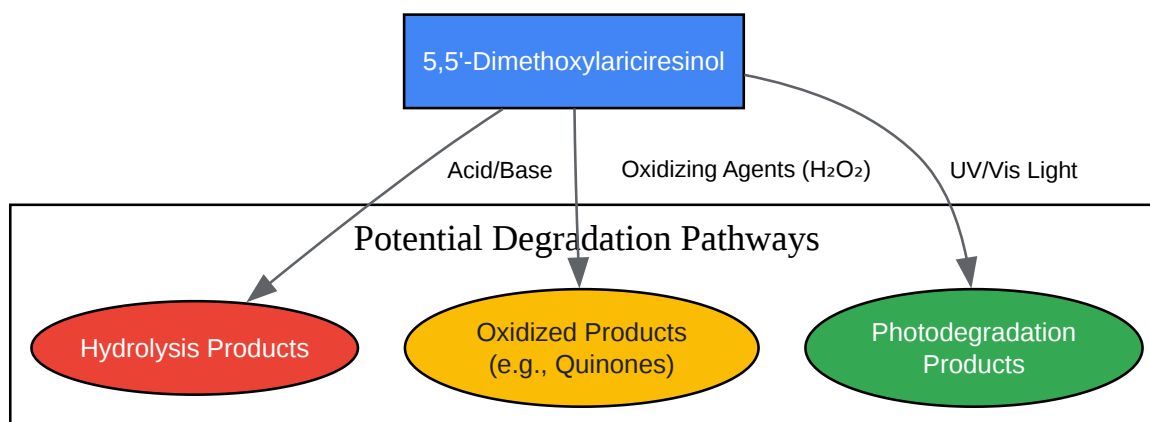 5,5'-Dimethoxylariciresinol
Acid/Base
Oxidizing Agents (H₂O₂)
UV/Vis Light
Potential Degradation Pathways
Hydrolysis Products
Oxidized Products
(e.g., Quinones)
Photodegradation
Products